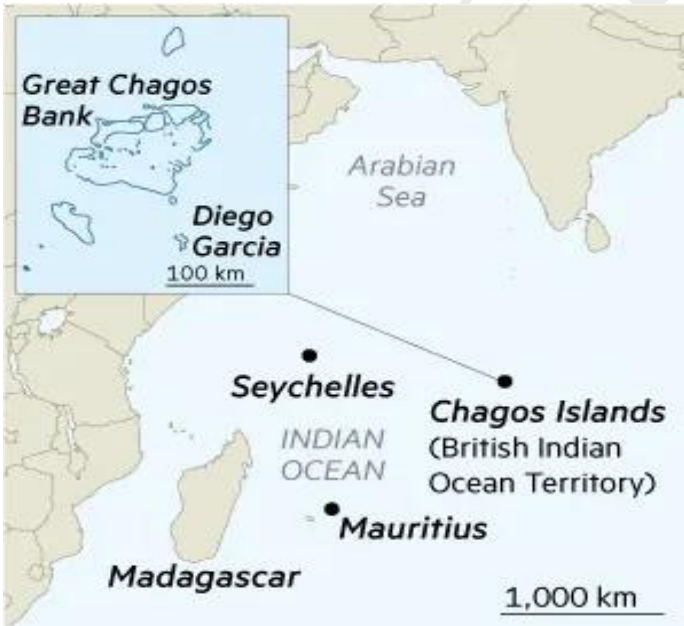 Great Chagos
Bank
Diego
Garcia
100 km
Arabian
Sea
Seychelles
Chagos Islands
(British Indian
Ocean Territory)
INDIAN
OCEAN
Mauritius
Madagascar
1,000 km